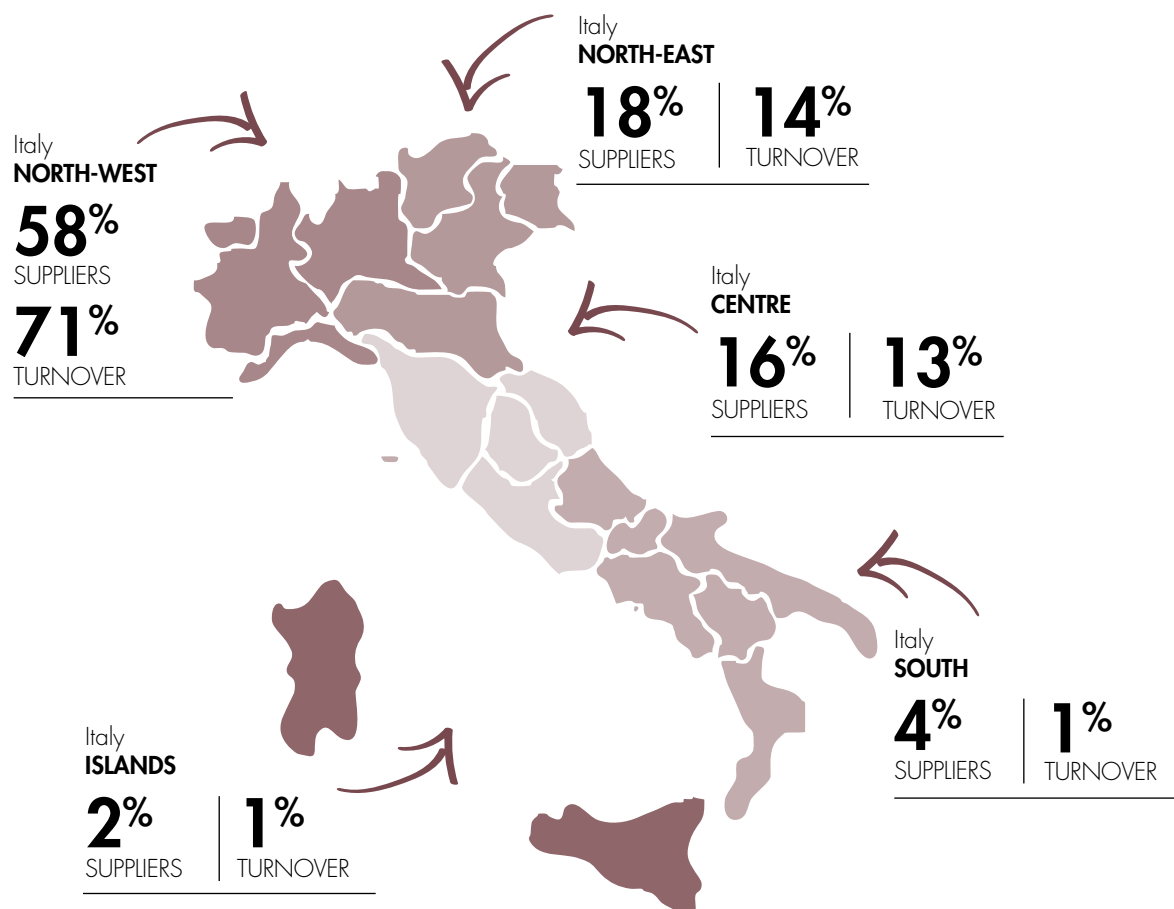 Italy
NORTH-EAST
18% 14%
SUPPLIERS TURNOVER
Italy
NORTH-WEST
58%
SUPPLIERS
71%
TURNOVER
Italy
CENTRE
16% 13%
SUPPLIERS TURNOVER
Italy
SOUTH
4% 1%
SUPPLIERS TURNOVER
Italy
ISLANDS
2% 1%
SUPPLIERS TURNOVER